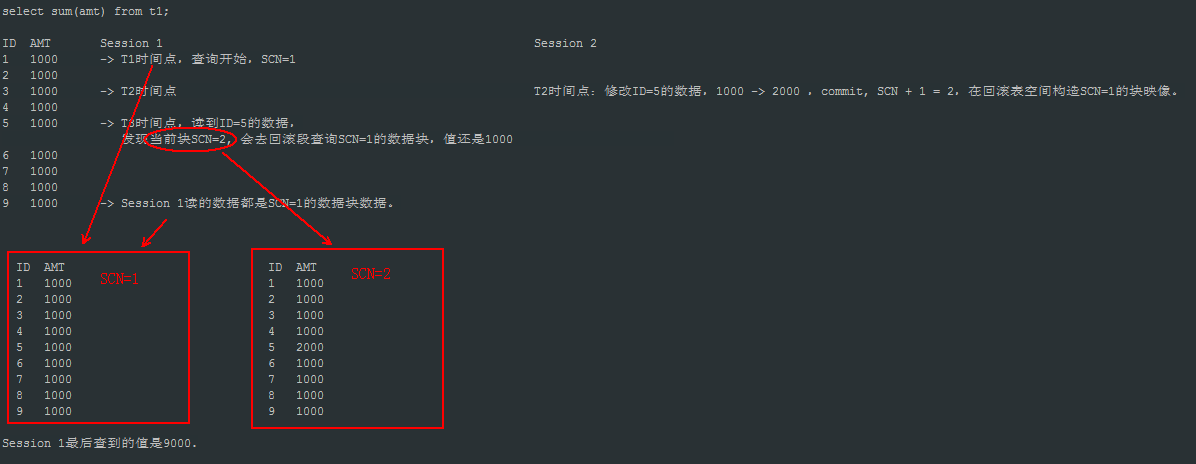 select sum(amt) from t1;
ID AMT Session 1 Session 2
1 1000 -> T1时间点，查询开始，SCN=1
2 1000
3 1000 -> T2时间点 T2时间点：修改ID=5的数据，1000 -> 2000 ，commit, SCN + 1 = 2，在回滚表空间构造SCN=1的块映像。
4 1000
5 1000 -> T3时间点，读到ID=5的数据，
发现当前块SCN=2，会去回滚段查询SCN=1的数据块，值还是1000
6 1000
7 1000
8 1000
9 1000 -> Session 1读的数据都是SCN=1的数据块数据。
ID AMT SCN=1
1 1000
2 1000
3 1000
4 1000
5 1000
6 1000
7 1000
8 1000
9 1000
ID AMT SCN=2
1 1000
2 1000
3 1000
4 1000
5 2000
6 1000
7 1000
8 1000
9 1000
Session 1最后查到的值是9000.